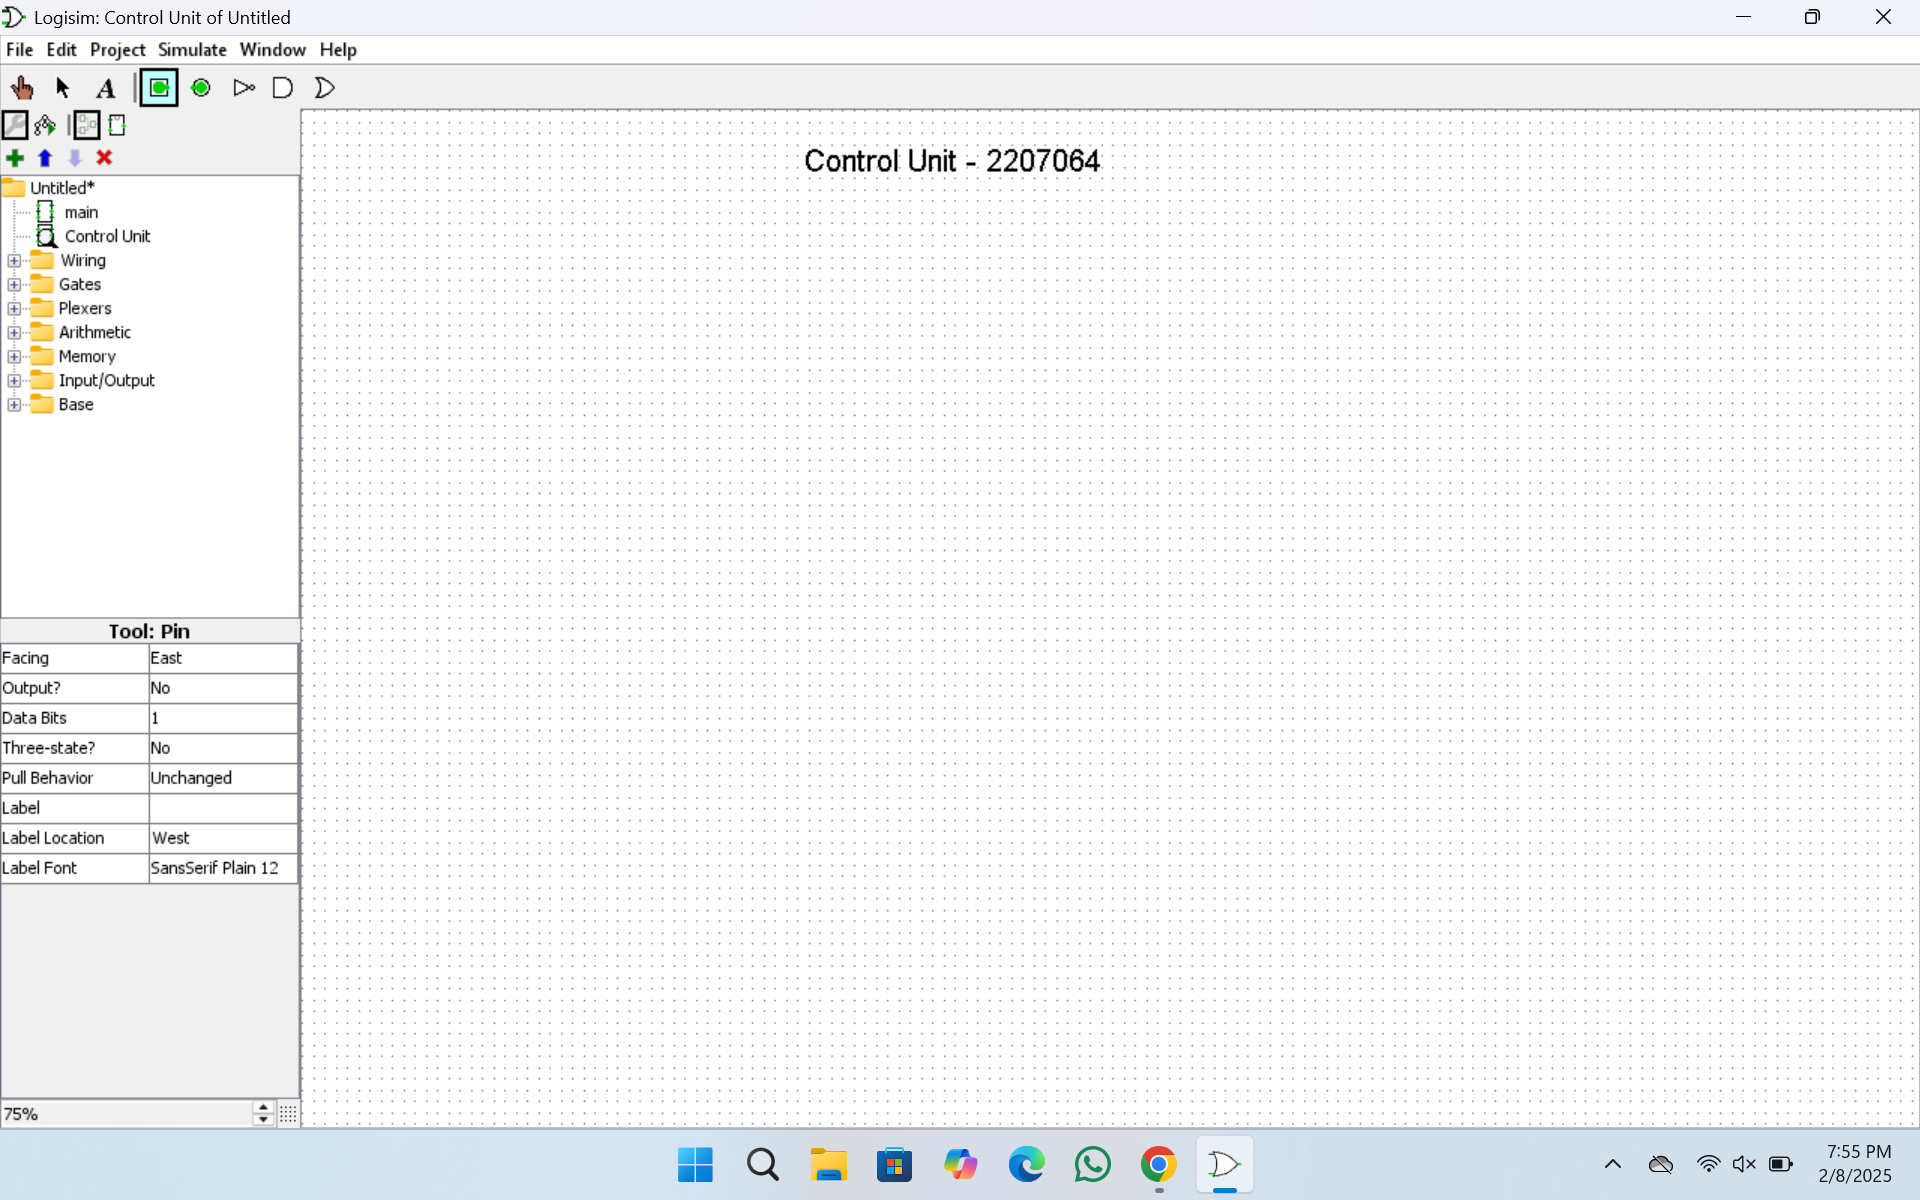 Logisim: Control Unit of Untitled
File Edit Project Simulate Window Help
A
Control Unit - 2207064
Untitled*
main
Control Unit
Wiring
Gates
Plexers
Arithmetic
Memory
Input/Output
Base
Tool: Pin
Facing East
Output? No
Data Bits 1
Three-state? No
Pull Behavior Unchanged
Label
Label Location West
Label Font SansSerif Plain 12
75%
7:55 PM
2/8/2025